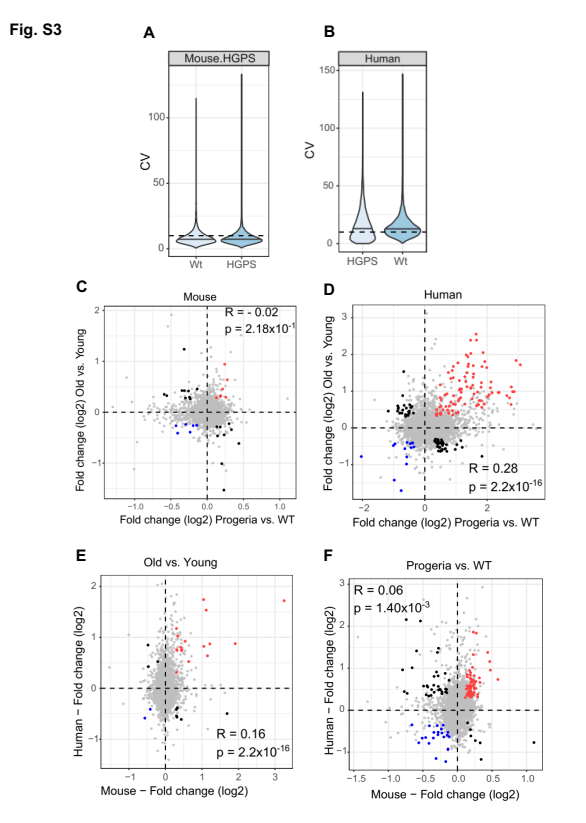 Fig. S3
A
B
Mouse.HGPS
Human
CV
100
50
0
Wt
HGPS
CV
150
100
50
0
HGPS
Wt
C
Mouse
R = - 0.02
p = 2.18x10⁻¹
Fold change (log2) Old vs. Young
2
1
0
−1
−1.0
−0.5
0.0
0.5
1.0
Fold change (log2) Progeria vs. WT
D
Human
Fold change (log2) Old vs. Young
3
2
1
0
−1
R = 0.28
p = 2.2x10⁻¹⁶
−2
0
2
Fold change (log2) Progeria vs. WT
E
Old vs. Young
Human − Fold change (log2)
2
1
0
−1
R = 0.16
p = 2.2x10⁻¹⁶
−1
0
1
2
3
Mouse − Fold change (log2)
F
Progeria vs. WT
R = 0.06
p = 1.40x10⁻³
Human − Fold change (log2)
3
2
1
0
−1
−1.5
−1.0
−0.5
0.0
0.5
1.0
Mouse − Fold change (log2)